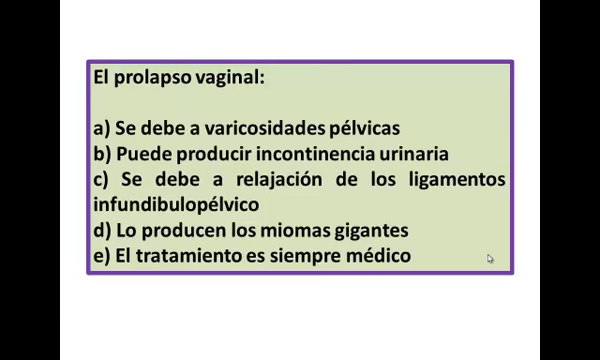 El prolapso vaginal:
a) Se debe a varicosidades pélvicas
b) Puede producir incontinencia urinaria
c) Se debe a relajación de los ligamentos
infundibulopélvico
d) Lo producen los miomas gigantes
e) El tratamiento es siempre médico